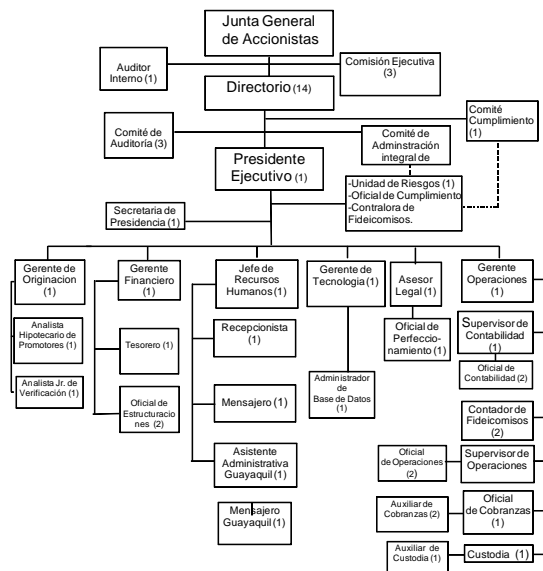 Junta General
de Accionistas
Auditor
Interno (1)
Comisión Ejecutiva
(3)
Directorio (14)
Comité
Cumplimiento
(1)
Comité de
Auditoría (3)
Comité de
Adminstración
integral de
Presidente
Ejecutivo (1)
-Unidad de Riesgos (1)
-Oficial de Cumplimiento
-Contralora de
Fideicomisos.
Secretaria de
Presidencia (1)
Gerente de
Originacion
(1)
Gerente
Financiero
(1)
Jefe de
Recursos
Humanos (1)
Gerente de
Tecnologia (1)
Asesor
Legal (1)
Gerente
Operaciones
(1)
Analista
Hipotecario de
Promotores (1)
Tesorero (1)
Recepcionista
(1)
Oficial de
Perfeccio-
namiento (1)
Supervisor de
Contabilidad
(1)
Oficial de
Contabilidad (2)
Analista Jr. de
Verificación (1)
Oficial de
Estructuracio
nes (2)
Mensajero (1)
Administrador
de
Base de Datos
(1)
Contador de
Fideicomisos
(2)
Asistente
Administrativa
Guayaquil (1)
Oficial
de Operaciones
(2)
Supervisor de
Operaciones
Mensajero
Guayaquil (1)
Auxiliar de
Cobranzas (2)
Oficial
de Cobranzas
(1)
Auxiliar de
Custodia (1)
Custodia (1)